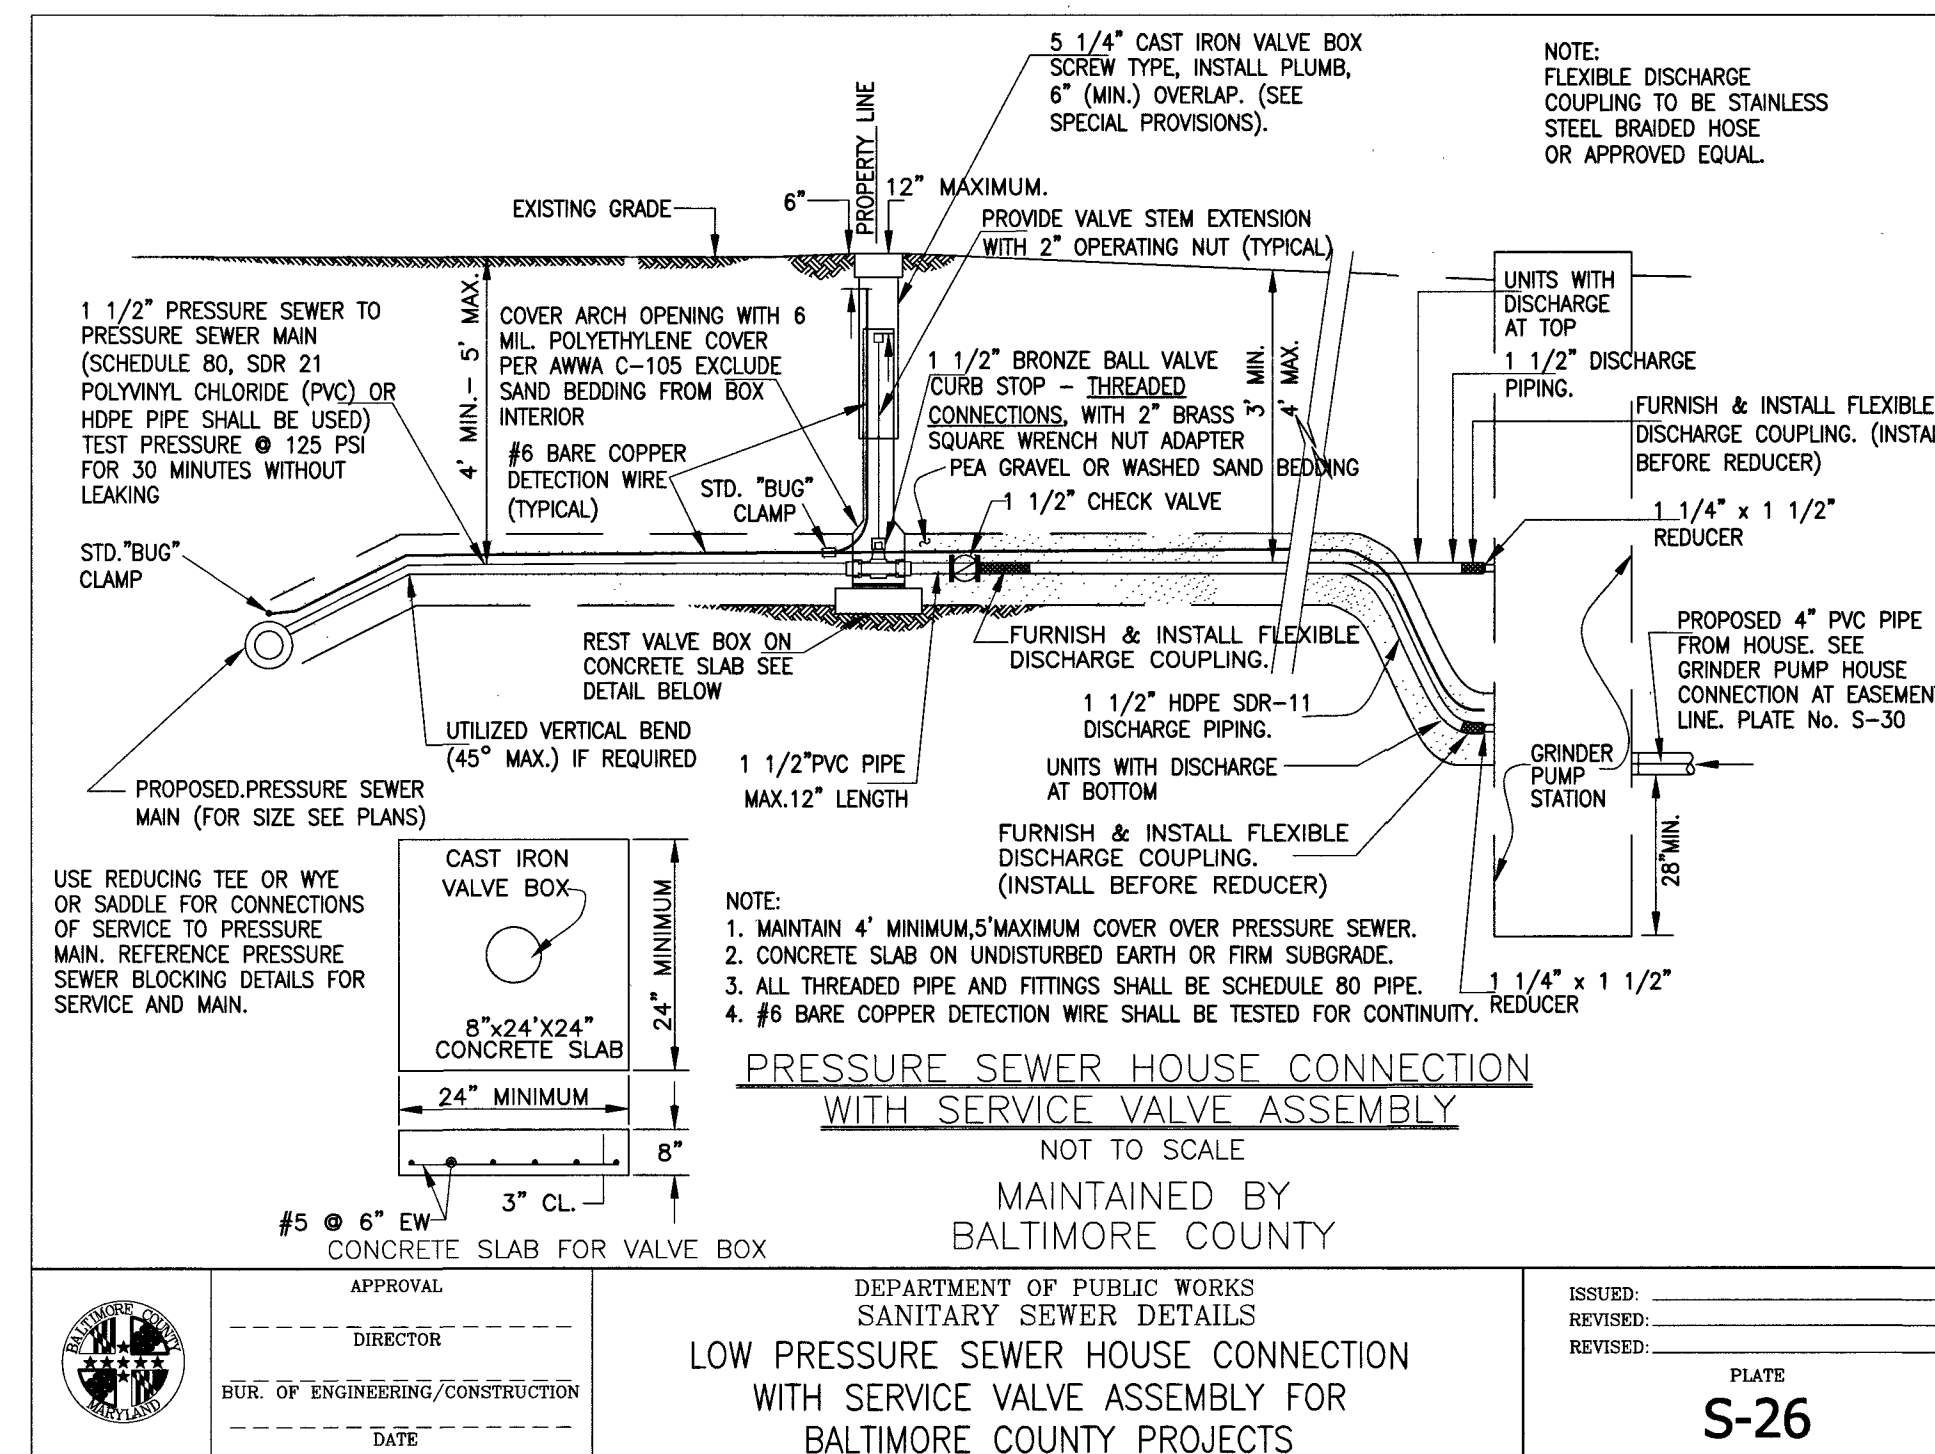 5 1/4" CAST IRON VALVE BOX
SCREW TYPE, INSTALL PLUMB,
6" (MIN.) OVERLAP. (SEE
SPECIAL PROVISIONS).
NOTE:
FLEXIBLE DISCHARGE
COUPLING TO BE STAINLESS
STEEL BRAIDED HOSE
OR APPROVED EQUAL.
PROPERTY LINE
6"
12" MAXIMUM.
EXISTING GRADE
PROVIDE VALVE STEM EXTENSION
WITH 2" OPERATING NUT (TYPICAL)
1 1/2" PRESSURE SEWER TO
PRESSURE SEWER MAIN
(SCHEDULE 80, SDR 21
POLYVINYL CHLORIDE (PVC) OR
HDPE PIPE SHALL BE USED)
TEST PRESSURE @ 125 PSI
FOR 30 MINUTES WITHOUT
LEAKING
4' MIN.- 5' MAX.
COVER ARCH OPENING WITH 6
MIL. POLYETHYLENE COVER
PER AWWA C-105 EXCLUDE
SAND BEDDING FROM BOX
INTERIOR
#6 BARE COPPER
DETECTION WIRE
(TYPICAL)
STD. "BUG"
CLAMP
1 1/2" BRONZE BALL VALVE
CURB STOP - THREADED
CONNECTIONS, WITH 2" BRASS
SQUARE WRENCH NUT ADAPTER
PEA GRAVEL OR WASHED SAND BEDDING
1 1/2" CHECK VALVE
3' MIN.
4' MAX.
UNITS WITH
DISCHARGE
AT TOP
1 1/2" DISCHARGE
PIPING.
FURNISH & INSTALL FLEXIBLE
DISCHARGE COUPLING. (INSTAL
BEFORE REDUCER)
1 1/4" x 1 1/2"
REDUCER
STD."BUG"
CLAMP
REST VALVE BOX ON
CONCRETE SLAB SEE
DETAIL BELOW
FURNISH & INSTALL FLEXIBLE
DISCHARGE COUPLING.
PROPOSED 4" PVC PIPE
FROM HOUSE. SEE
GRINDER PUMP HOUSE
CONNECTION AT EASEMENT
LINE. PLATE No. S-30
1 1/2" HDPE SDR-11
DISCHARGE PIPING.
UTILIZED VERTICAL BEND
(45° MAX.) IF REQUIRED
1 1/2"PVC PIPE
MAX.12" LENGTH
UNITS WITH DISCHARGE
AT BOTTOM
GRINDER
PUMP
STATION
PROPOSED.PRESSURE SEWER
MAIN (FOR SIZE SEE PLANS)
FURNISH & INSTALL FLEXIBLE
DISCHARGE COUPLING.
(INSTALL BEFORE REDUCER)
28"MIN.
USE REDUCING TEE OR WYE
OR SADDLE FOR CONNECTIONS
OF SERVICE TO PRESSURE
MAIN. REFERENCE PRESSURE
SEWER BLOCKING DETAILS FOR
SERVICE AND MAIN.
CAST IRON
VALVE BOX
8"x24'X24"
CONCRETE SLAB
24" MINIMUM
24" MINIMUM
8"
3" CL.
#5 @ 6" EW
CONCRETE SLAB FOR VALVE BOX
NOTE:
1. MAINTAIN 4' MINIMUM,5'MAXIMUM COVER OVER PRESSURE SEWER.
2. CONCRETE SLAB ON UNDISTURBED EARTH OR FIRM SUBGRADE.
3. ALL THREADED PIPE AND FITTINGS SHALL BE SCHEDULE 80 PIPE.
4. #6 BARE COPPER DETECTION WIRE SHALL BE TESTED FOR CONTINUITY.
1 1/4" x 1 1/2"
REDUCER
PRESSURE SEWER HOUSE CONNECTION
WITH SERVICE VALVE ASSEMBLY
NOT TO SCALE
MAINTAINED BY
BALTIMORE COUNTY
BALTIMORE COUNTY
MARYLAND
APPROVAL
DIRECTOR
BUR. OF ENGINEERING/CONSTRUCTION
DATE
DEPARTMENT OF PUBLIC WORKS
SANITARY SEWER DETAILS
LOW PRESSURE SEWER HOUSE CONNECTION
WITH SERVICE VALVE ASSEMBLY FOR
BALTIMORE COUNTY PROJECTS
ISSUED:
REVISED:
REVISED:
PLATE
S-26